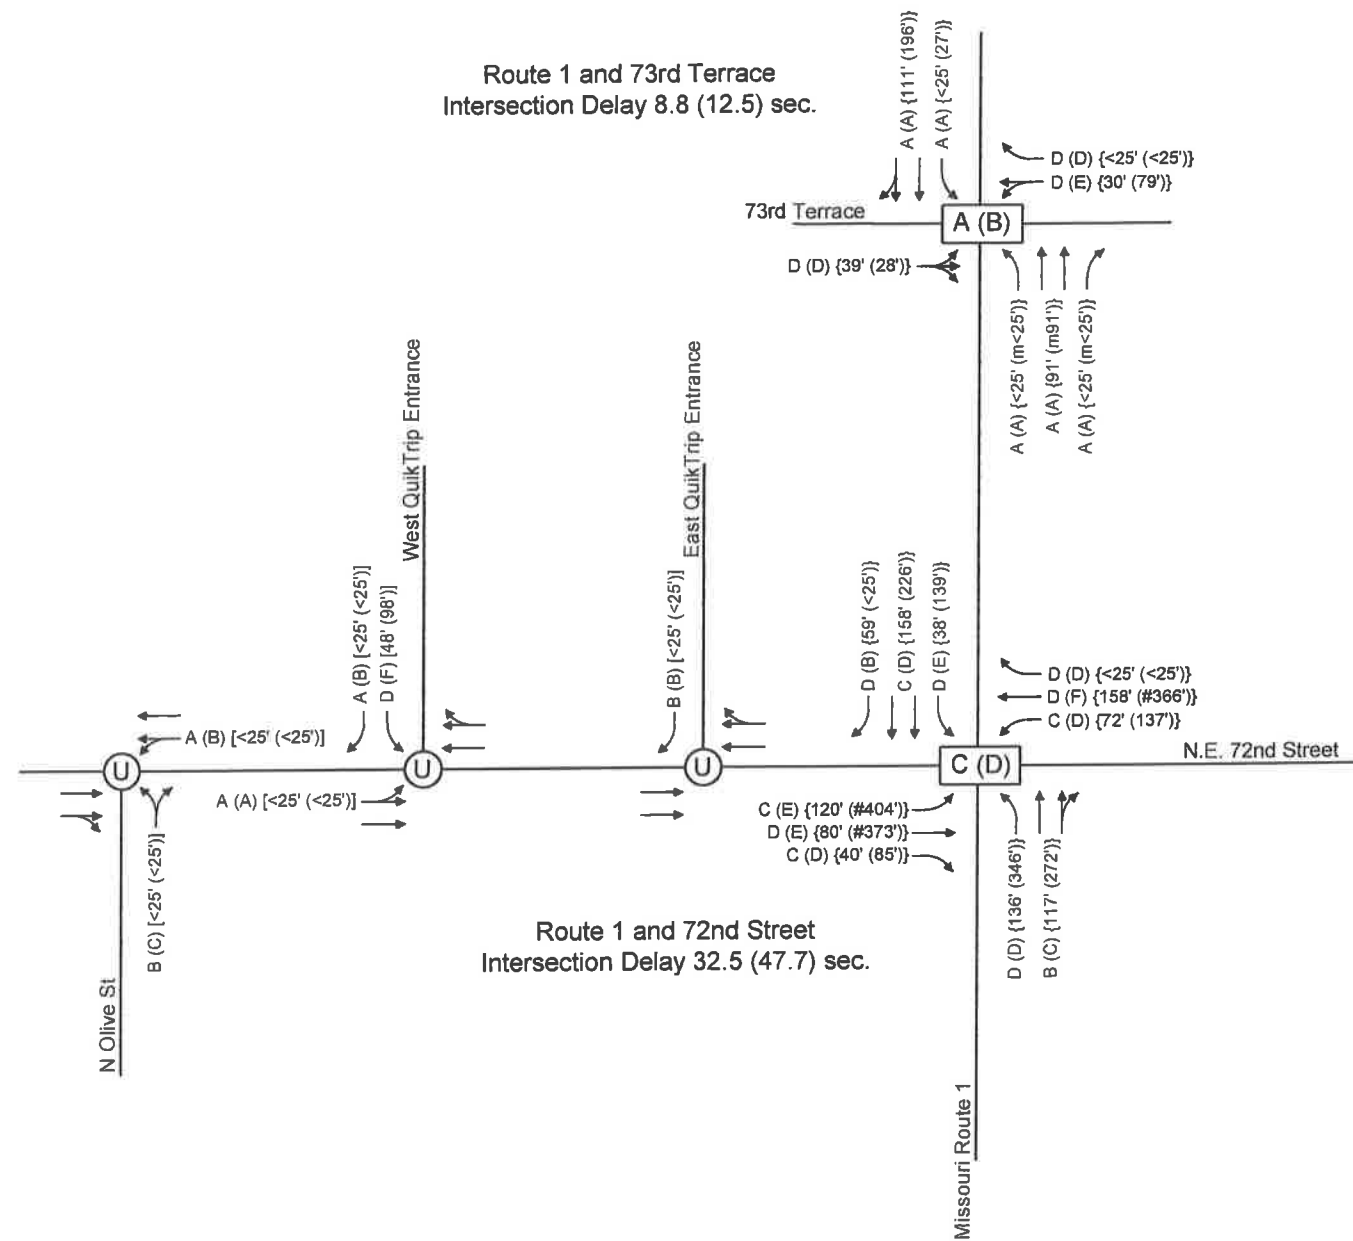 Route 1 and 73rd Terrace
Intersection Delay 8.8 (12.5) sec.
A (A) {111' (196')}
A (A) {<25' (27')}
D (D) {<25' (<25')}
D (E) {30' (79')}
73rd Terrace
A (B)
D (D) {39' (28')}
A (A) {<25' (m<25')}
A (A) {91' (m91')}
A (A) {<25' (m<25')}
West QuikTrip Entrance
East QuikTrip Entrance
A (B) [<25' (<25')]
D (F) [48' (98')]
B (B) [<25' (<25')]
D (B) {59' (<25')}
C (D) {158' (226')}
D (E) {38' (139')}
D (D) {<25' (<25')}
D (F) {158' (#366')}
C (D) {72' (137')}
A (B) [<25' (<25')]
N.E. 72nd Street
U
U
U
C (D)
A (A) [<25' (<25')]
C (E) {120' (#404')}
D (E) {80' (#373')}
C (D) {40' (85')}
B (C) [<25' (<25')]
D (D) {136' (346')}
B (C) {117' (272')}
Route 1 and 72nd Street
Intersection Delay 32.5 (47.7) sec.
N Olive St
Missouri Route 1